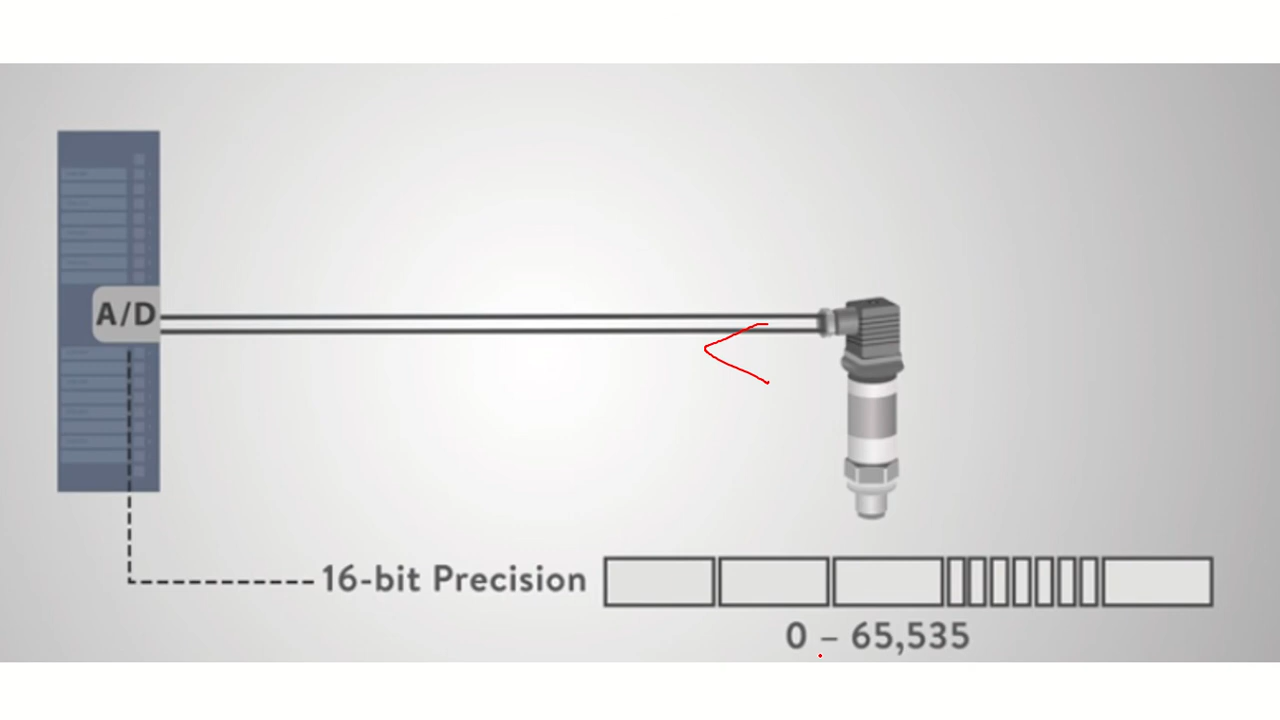 A/D
16-bit Precision
0 – 65,535